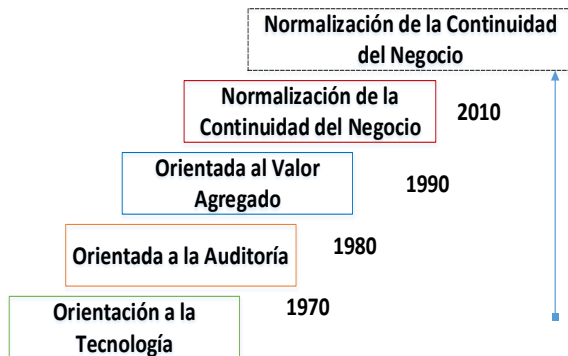 Normalización de la Continuidad
del Negocio
Normalización de la
Continuidad del Negocio
2010
Orientada al Valor
Agregado
1990
Orientada a la Auditoría
1980
Orientación a la
Tecnología
1970